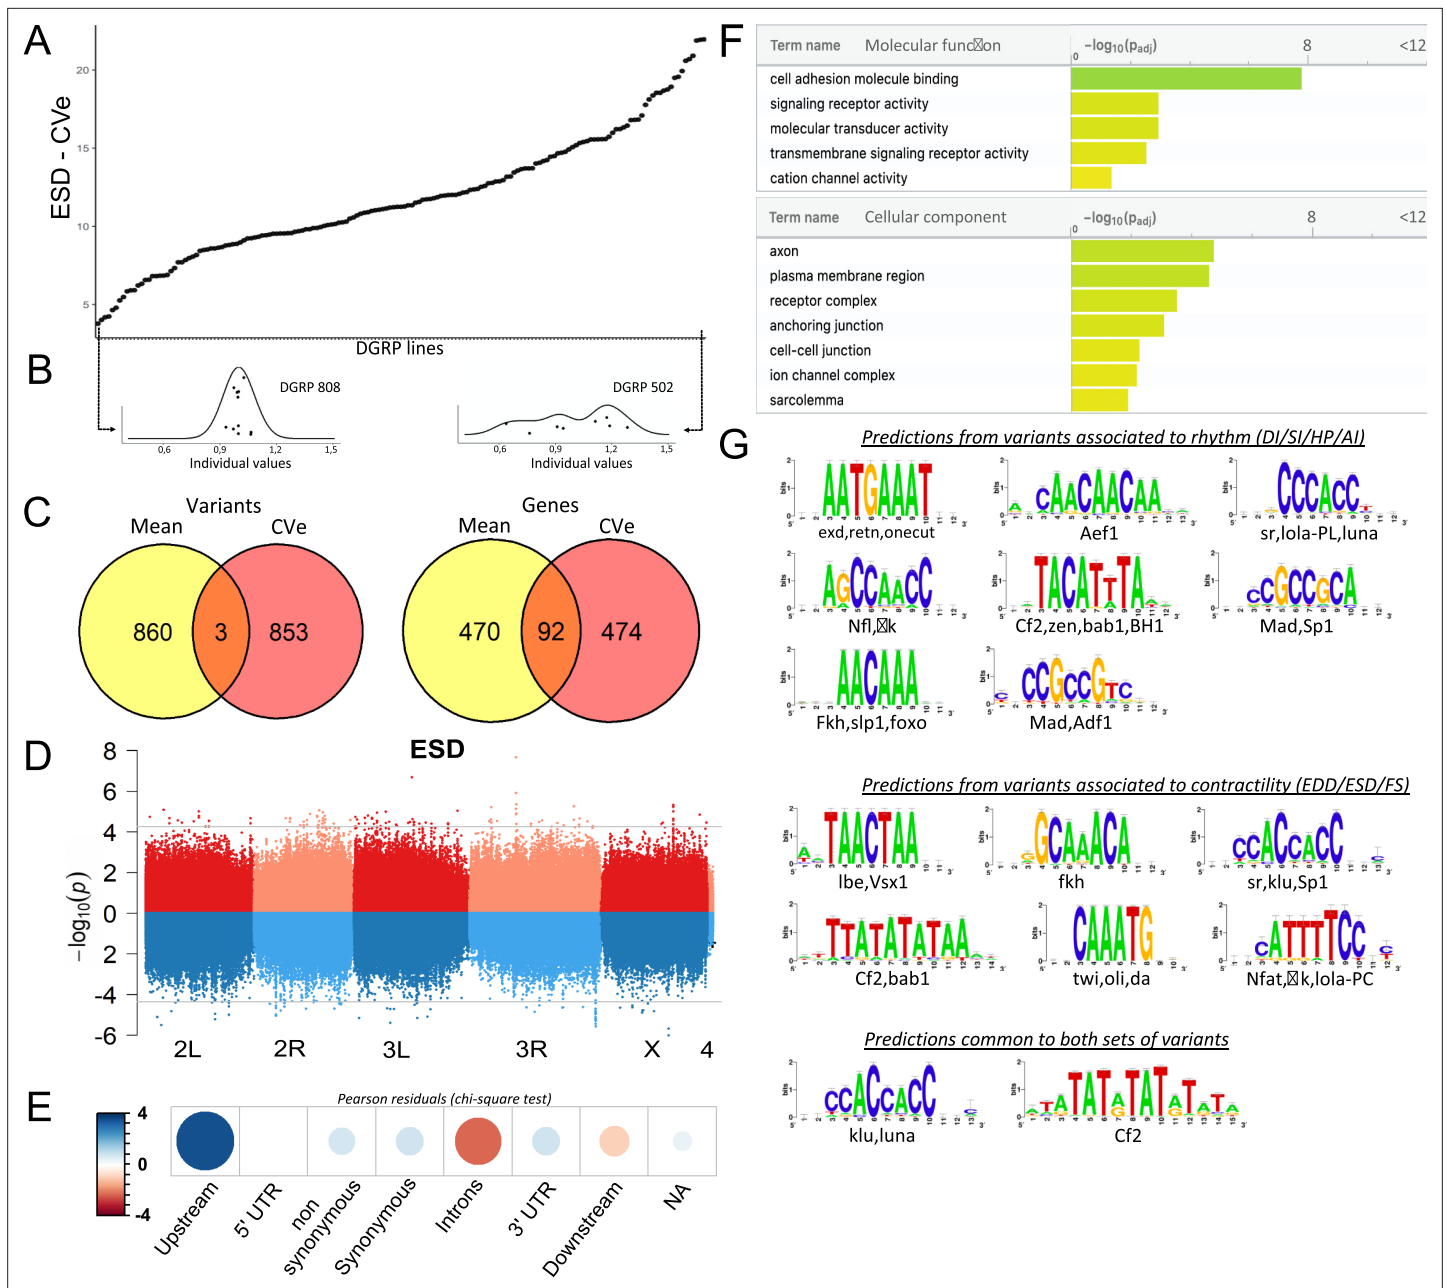 A
ESD - CVe
20
15
10
5
DGRP lines
B
DGRP 808
0,6 0,9 1,2 1,5
Individual values
DGRP 502
0,6 0,9 1,2 1,5
Individual values
C
Variants
Mean CVe
860 3 853
Genes
Mean CVe
470 92 474
D
ESD
−log10(p)
8
6
4
2
0
2
-4
-6
2L 2R 3L 3R X 4
E
Pearson residuals (chi-square test)
4
0
-4
Upstream
5' UTR
non
synonymous
Synonymous
Introns
3' UTR
Downstream
NA
F
Term name Molecular func☒on −log10(padj) 0 8 <12
cell adhesion molecule binding
signaling receptor activity
molecular transducer activity
transmembrane signaling receptor activity
cation channel activity
Term name Cellular component −log10(padj) 0 8 <12
axon
plasma membrane region
receptor complex
anchoring junction
cell-cell junction
ion channel complex
sarcolemma
G
Predictions from variants associated to rhythm (DI/SI/HP/AI)
exd,retn,onecut
Aef1
sr,lola-PL,luna
Nfl,☒k
Cf2,zen,bab1,BH1
Mad,Sp1
Fkh,slp1,foxo
Mad,Adf1
Predictions from variants associated to contractility (EDD/ESD/FS)
lbe,Vsx1
fkh
sr,klu,Sp1
Cf2,bab1
twi,oli,da
Nfat,☒k,lola-PC
Predictions common to both sets of variants
klu,luna
Cf2